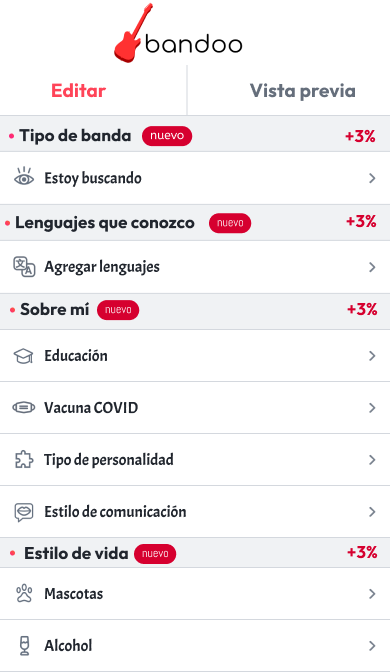 bandoo
Editar Vista previa
Tipo de banda nuevo +3%
Estoy buscando
Lenguajes que conozco nuevo +3%
Agregar lenguajes
Sobre mí nuevo +3%
Educación
Vacuna COVID
Tipo de personalidad
Estilo de comunicación
Estilo de vida nuevo +3%
Mascotas
Alcohol